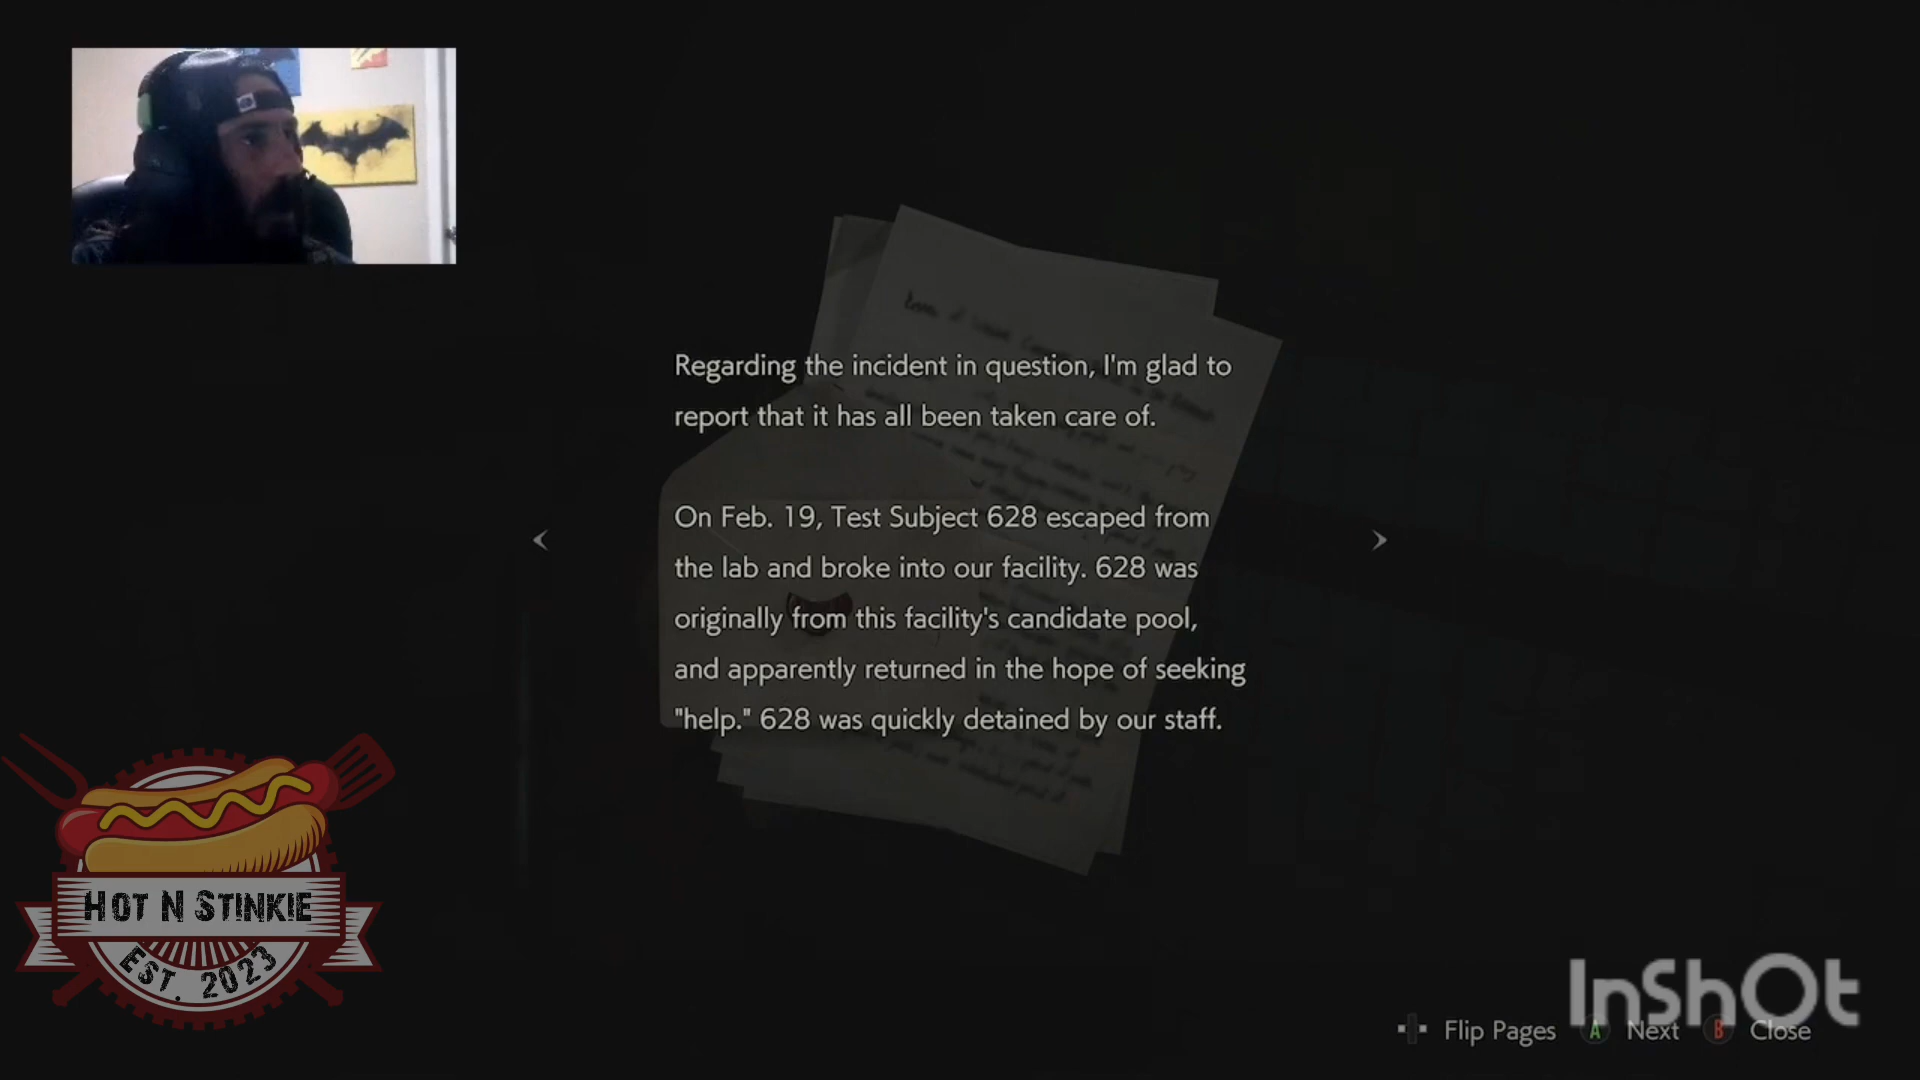 Regarding the incident in question, I'm glad to
report that it has all been taken care of.
On Feb. 19, Test Subject 628 escaped from
the lab and broke into our facility. 628 was
originally from this facility's candidate pool,
and apparently returned in the hope of seeking
"help." 628 was quickly detained by our staff.
HOT N STINKIE
EST. 2023
InShOt
Flip Pages A Next B Close